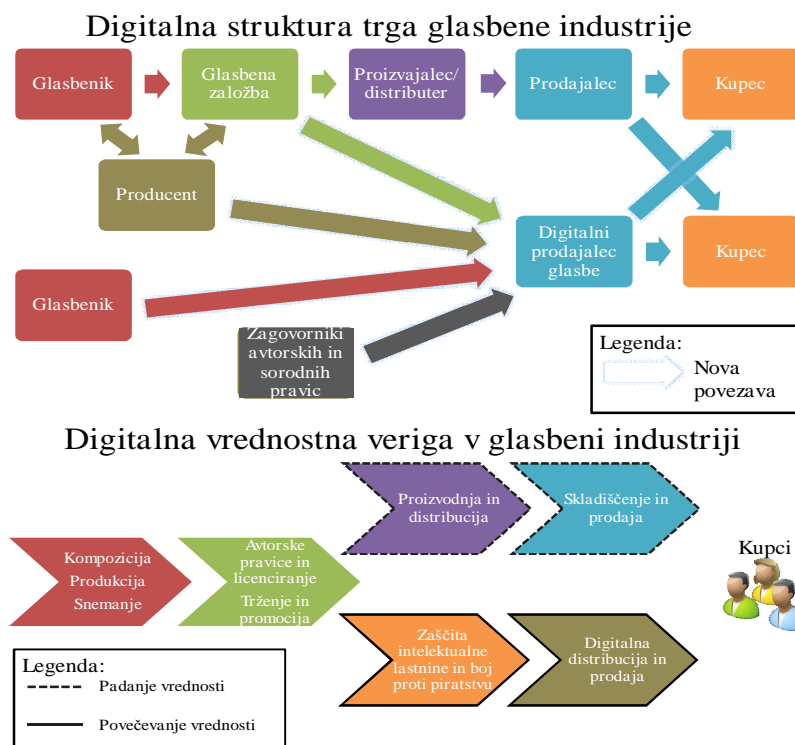 Digitalna struktura trga glasbene industrije
Glasbenik
Glasbena
založba
Proizvajalec/
distributer
Prodajalec
Kupec
Producent
Digitalni
prodajalec
glasbe
Kupec
Glasbenik
Zagovorniki
avtorskih in
sorodnih
pravic
Legenda:
Nova
povezava
Digitalna vrednostna veriga v glasbeni industriji
Proizvodnja in
distribucija
Skladiščenje in
prodaja
Kompozicija
Produkcija
Snemanje
Avtorske
pravice in
licenciranje
Trženje in
promocija
Kupci
Zaščita
intelektualne
lastnine in boj
proti piratstvu
Digitalna
distribucija in
prodaja
Legenda:
Padanje vrednosti
Povečevanje vrednosti